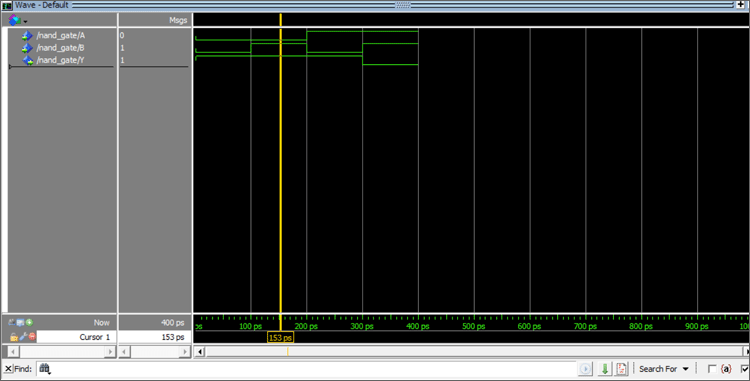 Wave - Default
Msgs
/nand_gate/A 0
/nand_gate/B 1
/nand_gate/Y 1
Now 400 ps
Cursor 1 153 ps
ps 100 ps 200 ps 300 ps 400 ps 500 ps 600 ps 700 ps 800 ps 900 ps 100
153 ps
Find: Search For {a}